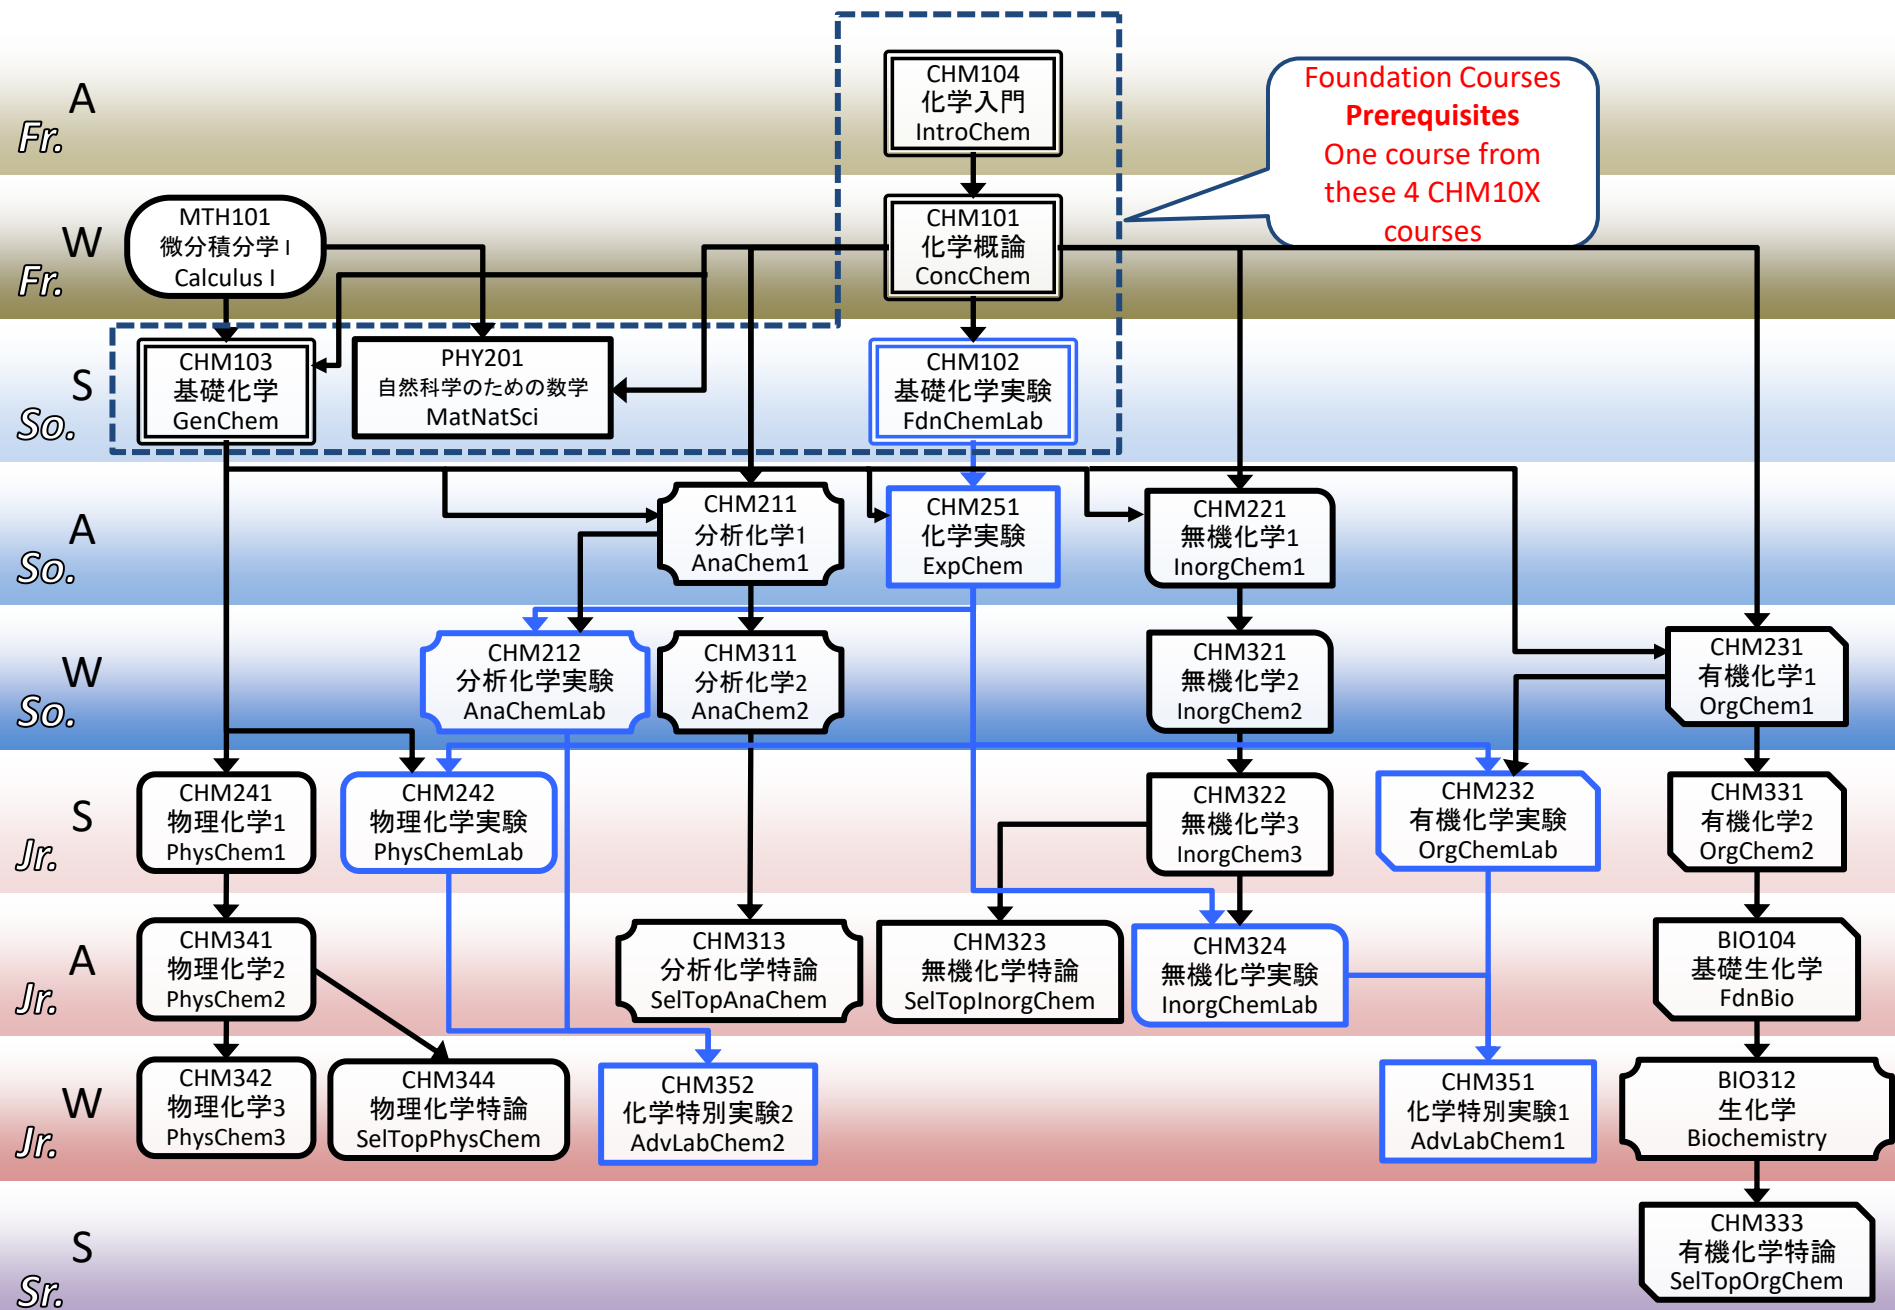 A
Fr.
CHM104
化学入門
IntroChem
Foundation Courses
Prerequisites
One course from
these 4 CHM10X
courses
W
Fr.
MTH101
微分積分学 I
Calculus I
CHM101
化学概論
ConcChem
S
So.
CHM103
基礎化学
GenChem
PHY201
自然科学のための数学
MatNatSci
CHM102
基礎化学実験
FdnChemLab
A
So.
CHM211
分析化学1
AnaChem1
CHM251
化学実験
ExpChem
CHM221
無機化学1
InorgChem1
W
So.
CHM212
分析化学実験
AnaChemLab
CHM311
分析化学2
AnaChem2
CHM321
無機化学2
InorgChem2
CHM231
有機化学1
OrgChem1
S
Jr.
CHM241
物理化学1
PhysChem1
CHM242
物理化学実験
PhysChemLab
CHM322
無機化学3
InorgChem3
CHM232
有機化学実験
OrgChemLab
CHM331
有機化学2
OrgChem2
A
Jr.
CHM341
物理化学2
PhysChem2
CHM313
分析化学特論
SelTopAnaChem
CHM323
無機化学特論
SelTopInorgChem
CHM324
無機化学実験
InorgChemLab
BIO104
基礎生化学
FdnBio
W
Jr.
CHM342
物理化学3
PhysChem3
CHM344
物理化学特論
SelTopPhysChem
CHM352
化学特別実験2
AdvLabChem2
CHM351
化学特別実験1
AdvLabChem1
BIO312
生化学
Biochemistry
S
Sr.
CHM333
有機化学特論
SelTopOrgChem